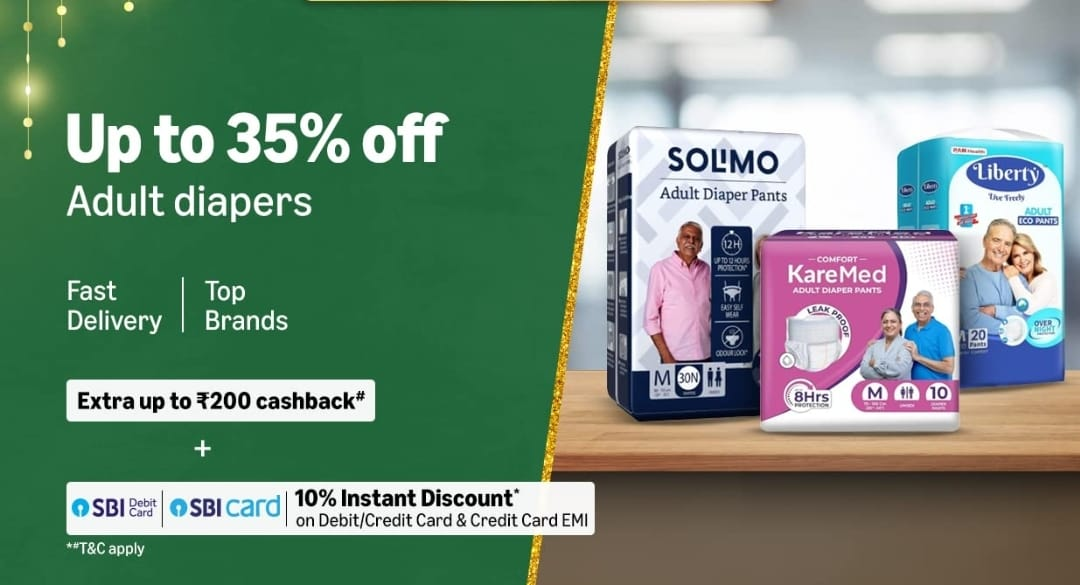 Up to 35% off
Adult diapers
Fast
Delivery
Top
Brands
Extra up to ₹200 cashback#
+
SBI Debit Card
SBI card
10% Instant Discount*
on Debit/Credit Card & Credit Card EMI
*#T&C apply
SOLIMO
Adult Diaper Pants
12H
UP TO 12 HOURS
PROTECTION*
EASY SELF
WEAR
ODOUR LOCK*
M
30N
COMFORT
KareMed
ADULT DIAPER PANTS
LEAK PROOF
8Hrs
PROTECTION
M
UNISEX
10
DIAPER
PANTS
Liberty
Live Freely
ADULT
ECO PANTS
OVER
NIGHT
PROTECTION
M
20
Pants